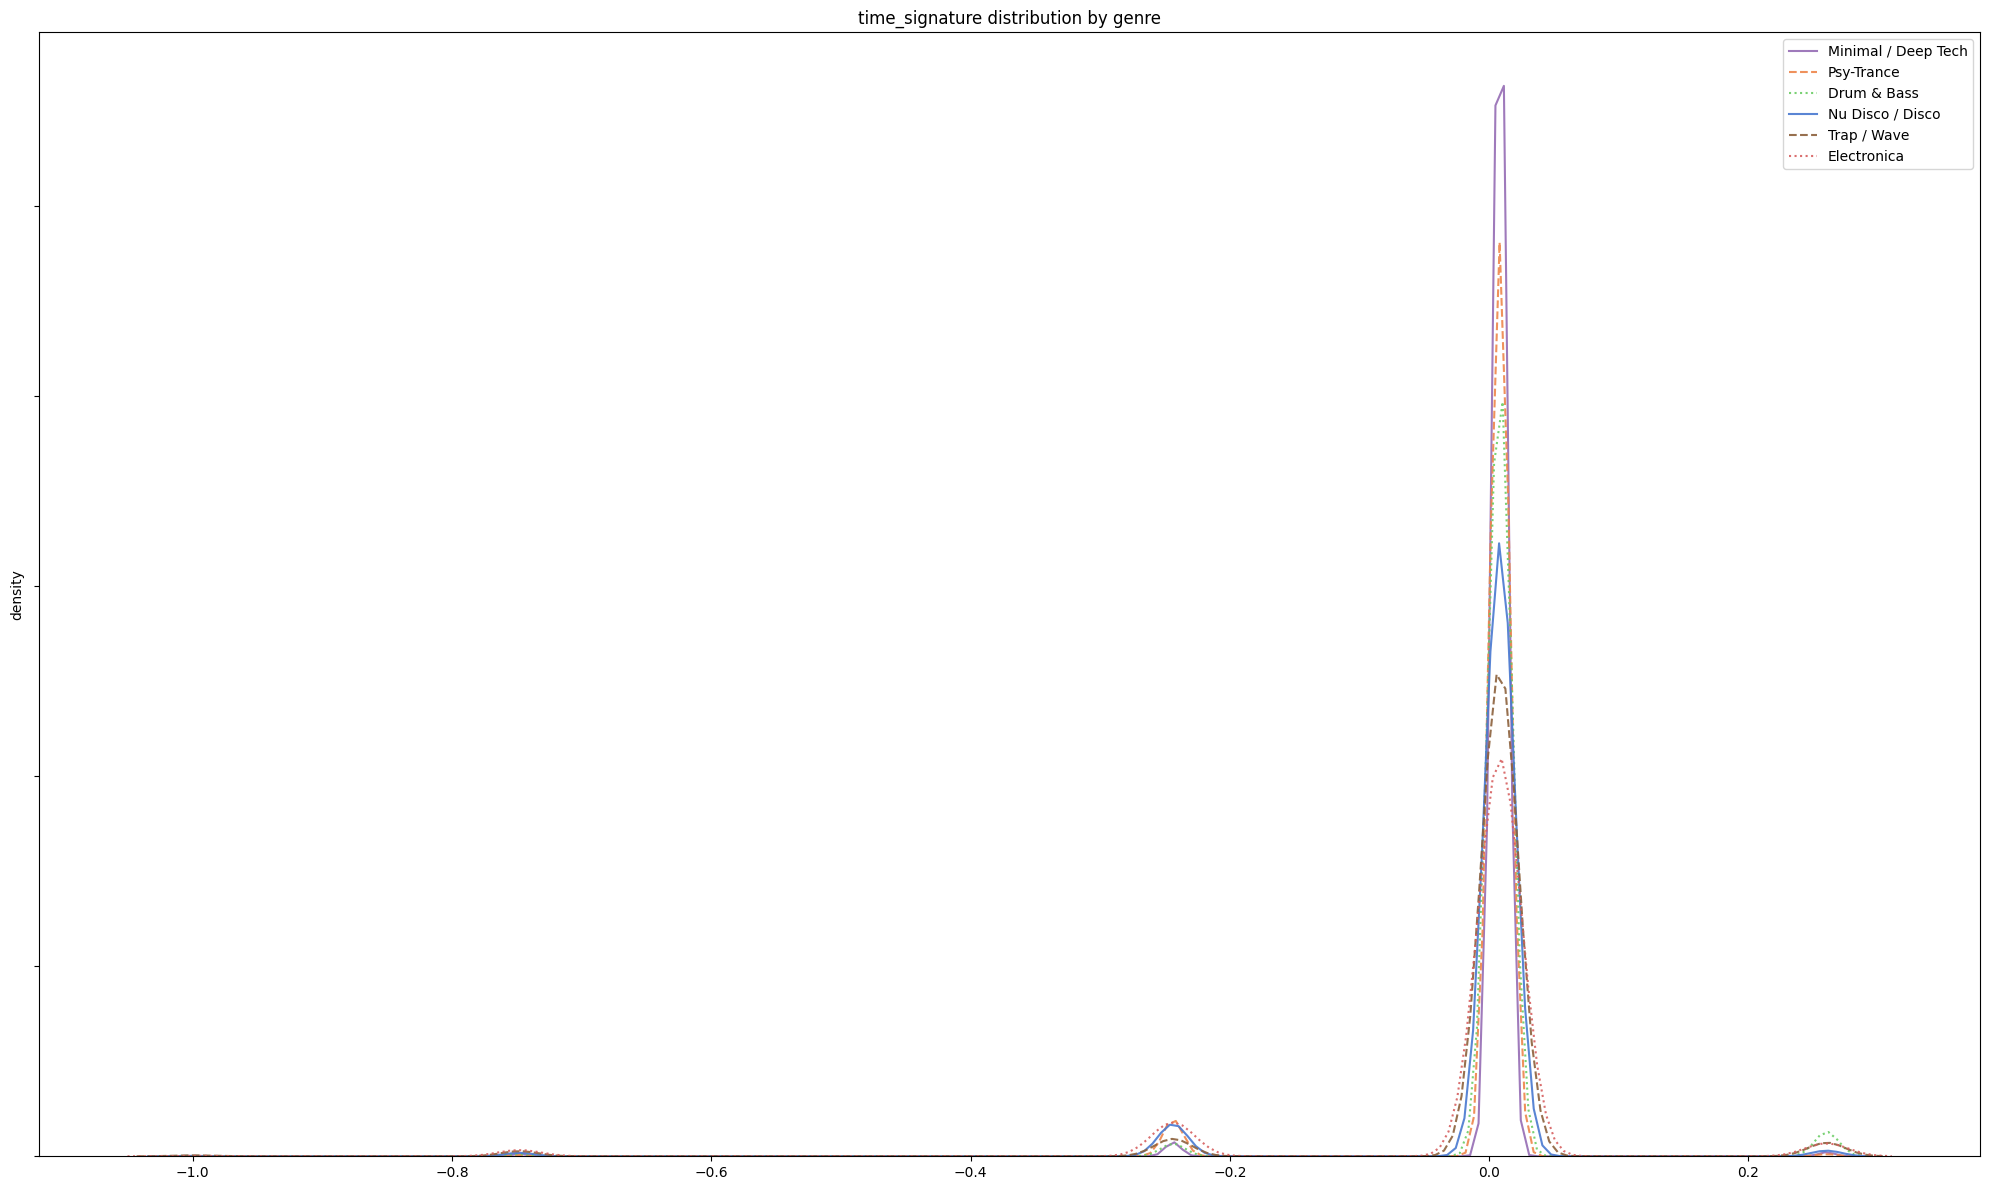 time_signature distribution by genre
Minimal / Deep Tech
Psy-Trance
Drum & Bass
Nu Disco / Disco
Trap / Wave
Electronica
density
−1.0
−0.8
−0.6
−0.4
−0.2
0.0
0.2